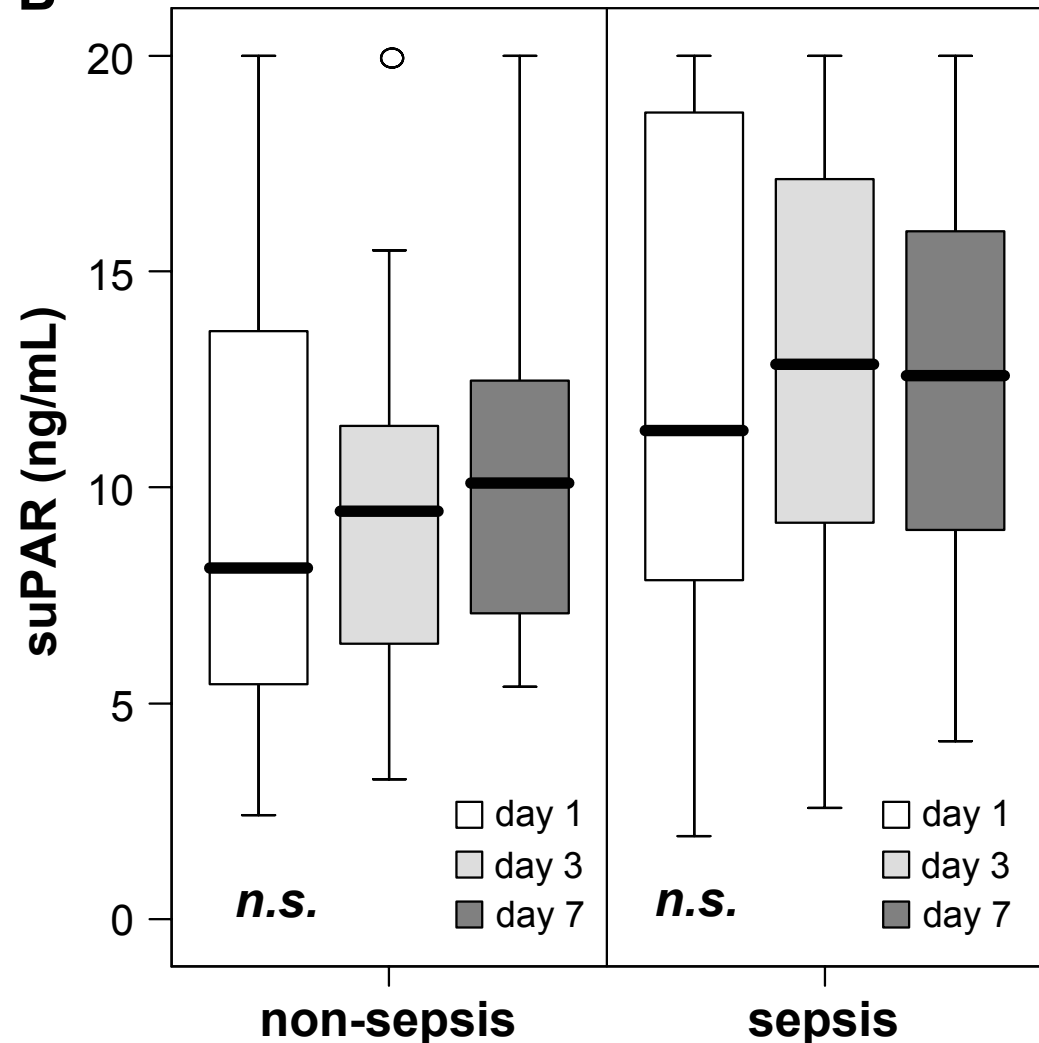 suPAR (ng/mL)
20
15
10
5
0
day 1
day 3
day 7
n.s.
day 1
day 3
day 7
n.s.
non-sepsis
sepsis